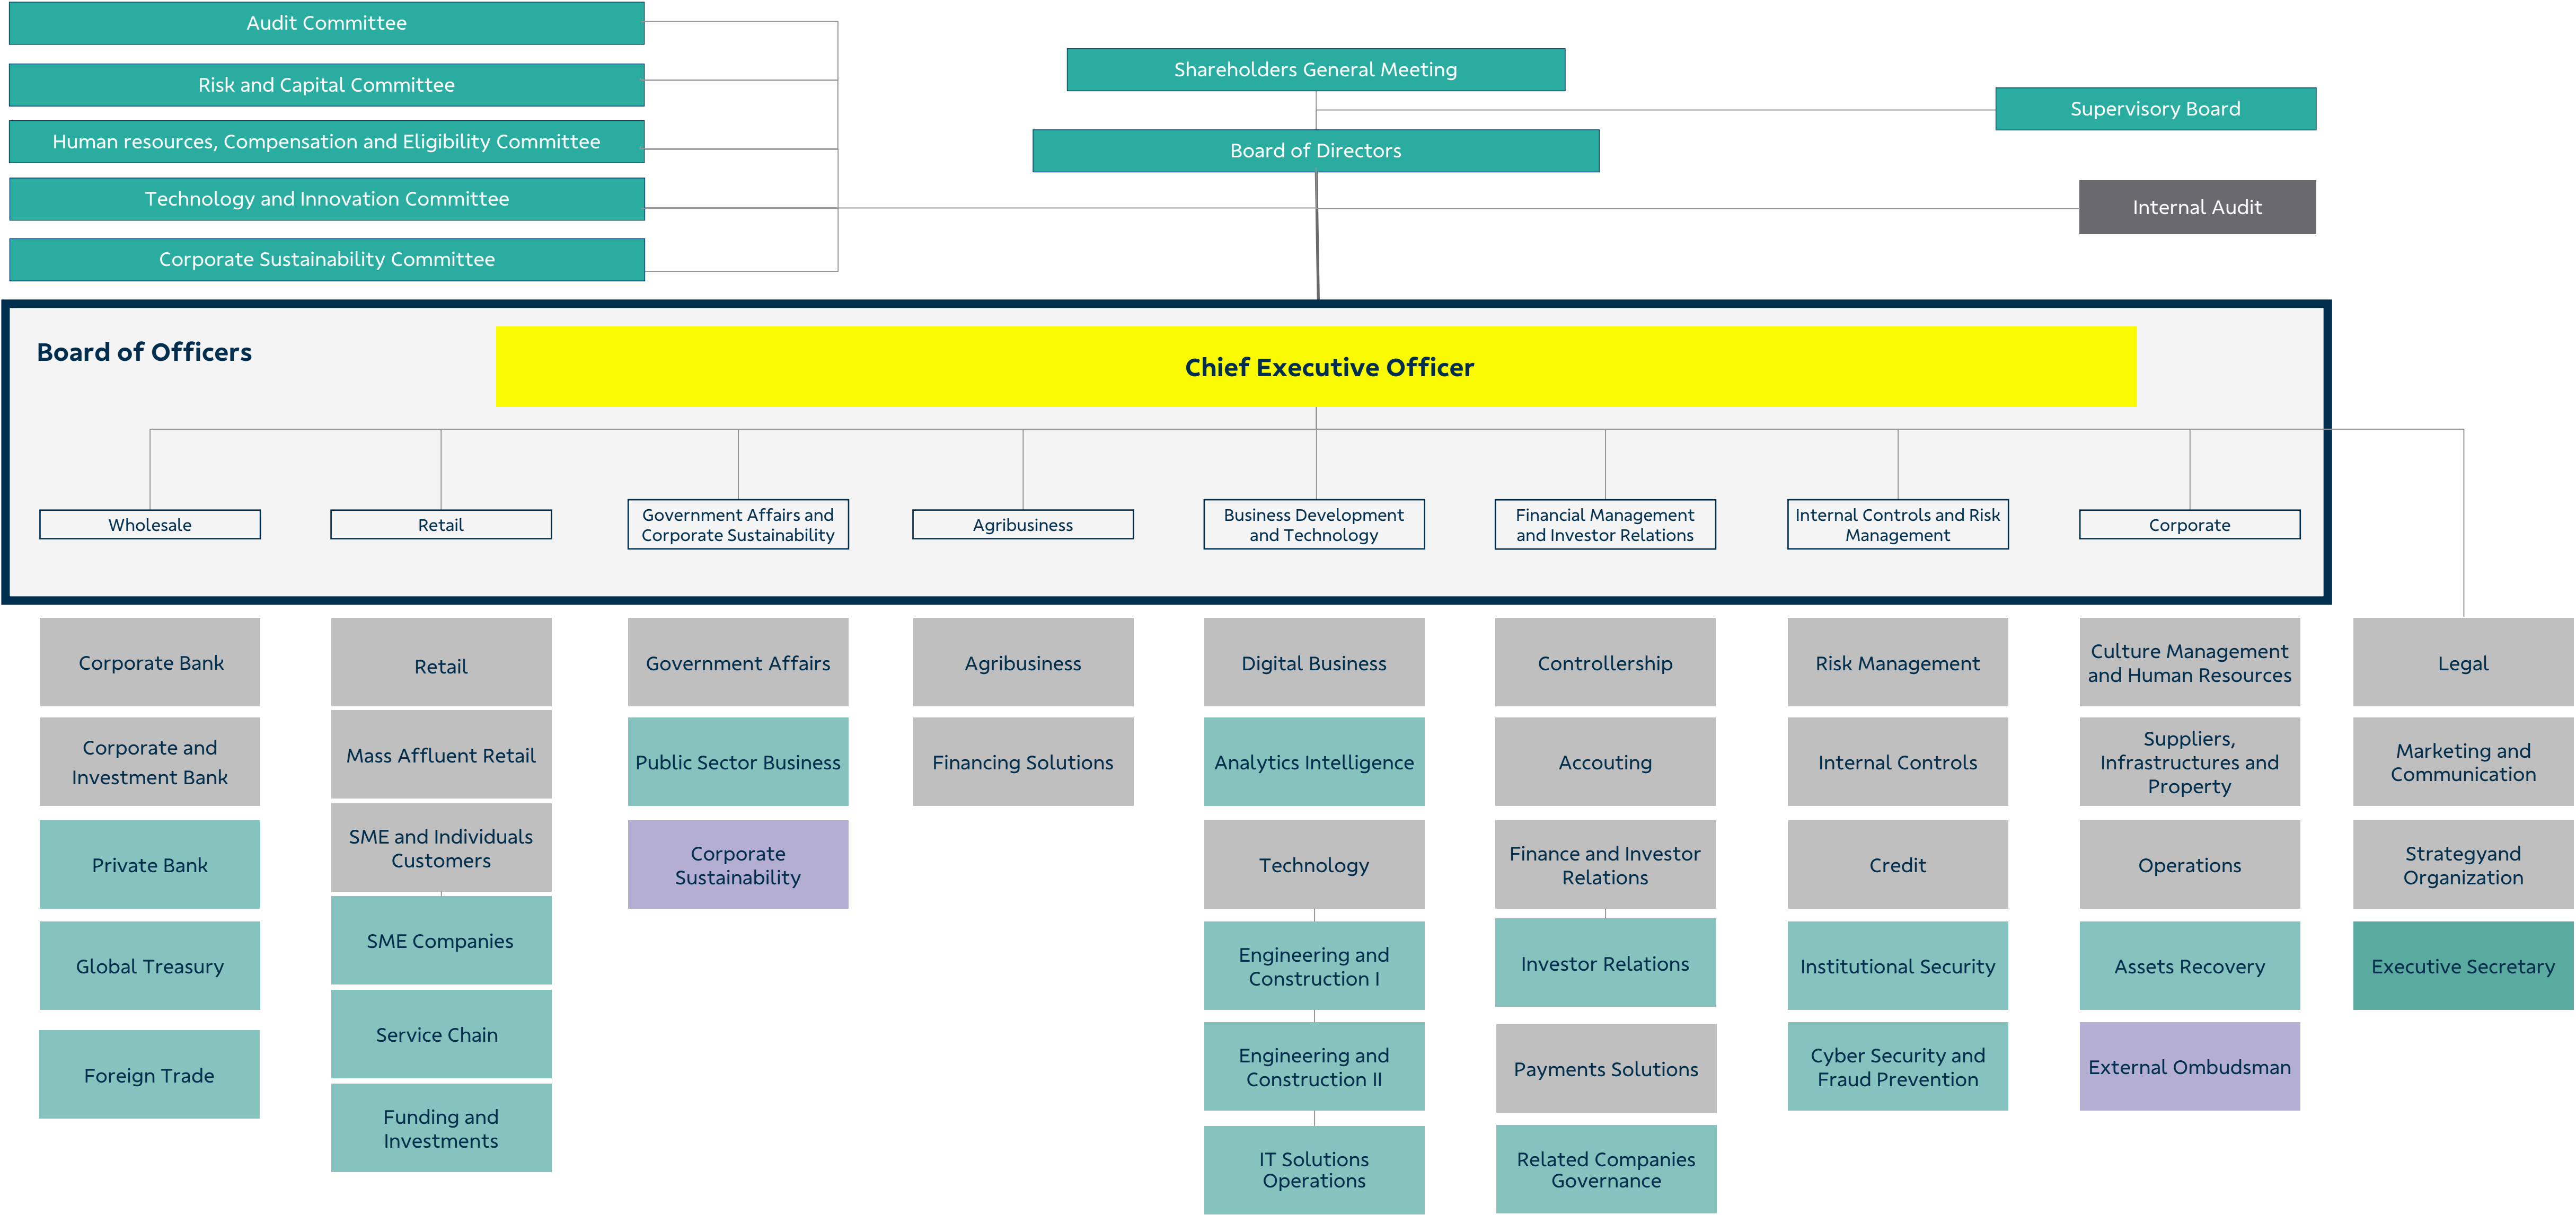 Audit Committee
Risk and Capital Committee
Human resources, Compensation and Eligibility Committee
Technology and Innovation Committee
Corporate Sustainability Committee
Shareholders General Meeting
Supervisory Board
Board of Directors
Internal Audit
Board of Officers
Chief Executive Officer
Wholesale
Retail
Government Affairs and
Corporate Sustainability
Agribusiness
Business Development
and Technology
Financial Management
and Investor Relations
Internal Controls and Risk
Management
Corporate
Corporate Bank
Corporate and
Investment Bank
Private Bank
Global Treasury
Foreign Trade
Retail
Mass Affluent Retail
SME and Individuals
Customers
SME Companies
Service Chain
Funding and
Investments
Government Affairs
Public Sector Business
Corporate
Sustainability
Agribusiness
Financing Solutions
Digital Business
Analytics Intelligence
Technology
Engineering and
Construction I
Engineering and
Construction II
IT Solutions
Operations
Controllership
Accouting
Finance and Investor
Relations
Investor Relations
Payments Solutions
Related Companies
Governance
Risk Management
Internal Controls
Credit
Institutional Security
Cyber Security and
Fraud Prevention
Culture Management
and Human Resources
Suppliers,
Infrastructures and
Property
Operations
Assets Recovery
External Ombudsman
Legal
Marketing and
Communication
Strategyand
Organization
Executive Secretary